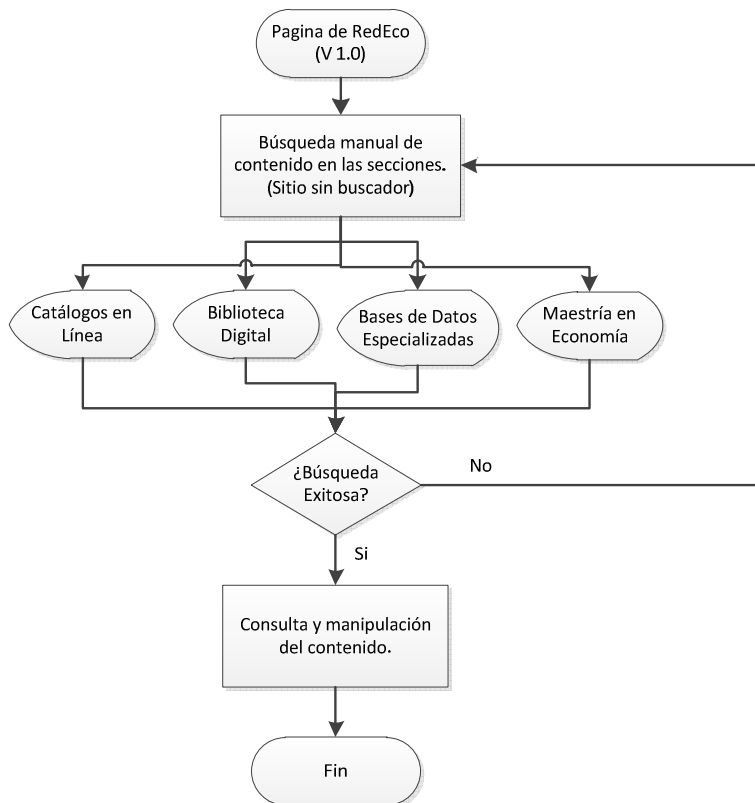 Pagina de RedEco
(V 1.0)
Búsqueda manual de
contenido en las secciones.
(Sitio sin buscador)
Catálogos en
Línea
Biblioteca
Digital
Bases de Datos
Especializadas
Maestría en
Economía
¿Búsqueda
Exitosa?
No
Si
Consulta y manipulación
del contenido.
Fin